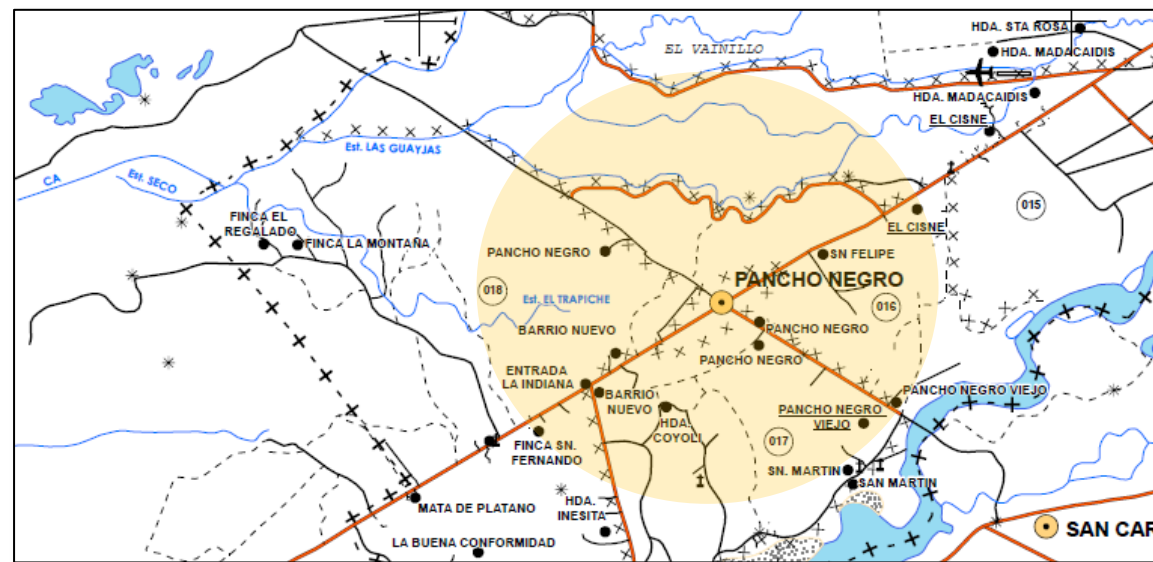 HDA. STA ROSA
EL VAINILLO
HDA. MADACAIDIS
HDA. MADACAIDIS
EL CISNE
Est. LAS GUAYJAS
CA
Est. SECO
015
FINCA EL
REGALADO
FINCA LA MONTAÑA
EL CISNE
PANCHO NEGRO
SN FELIPE
PANCHO NEGRO
018
Est. EL TRAPICHE
016
BARRIO NUEVO
PANCHO NEGRO
PANCHO NEGRO
ENTRADA
LA INDIANA
BARRIO
NUEVO
PANCHO NEGRO VIEJO
PANCHO NEGRO
VIEJO
HDA.
COYOLI
017
FINCA SN.
FERNANDO
SN. MARTIN
SAN MARTIN
MATA DE PLATANO
HDA.
INESITA
SAN CAR
LA BUENA CONFORMIDAD